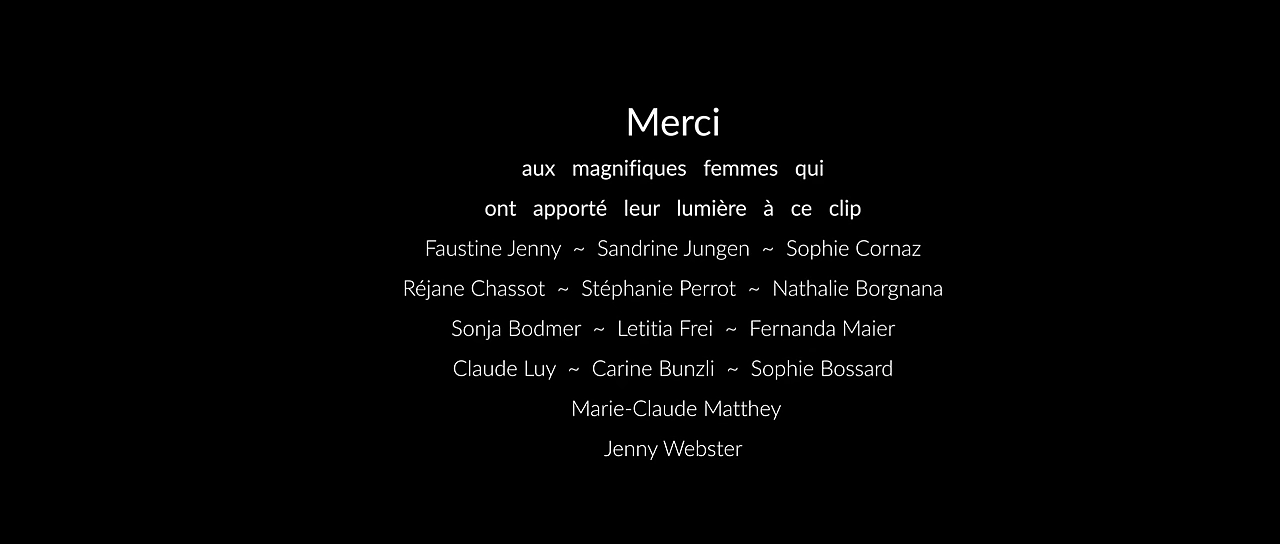 Merci
aux magnifiques femmes qui
ont apporté leur lumière à ce clip
Faustine Jenny ~ Sandrine Jungen ~ Sophie Cornaz
Réjane Chassot ~ Stéphanie Perrot ~ Nathalie Borgnana
Sonja Bodmer ~ Letitia Frei ~ Fernanda Maier
Claude Luy ~ Carine Bunzli ~ Sophie Bossard
Marie-Claude Matthey
Jenny Webster